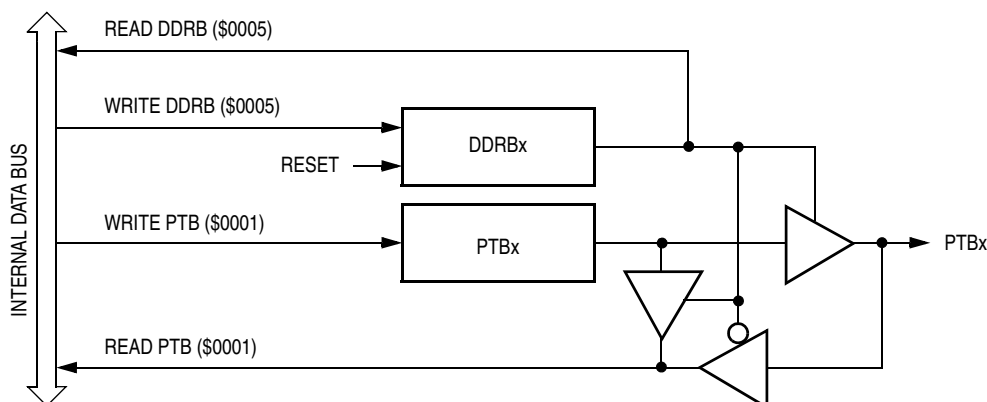 READ DDRB ($0005)
WRITE DDRB ($0005)
DDRBx
RESET
WRITE PTB ($0001)
PTBx
PTBx
READ PTB ($0001)
INTERNAL DATA BUS